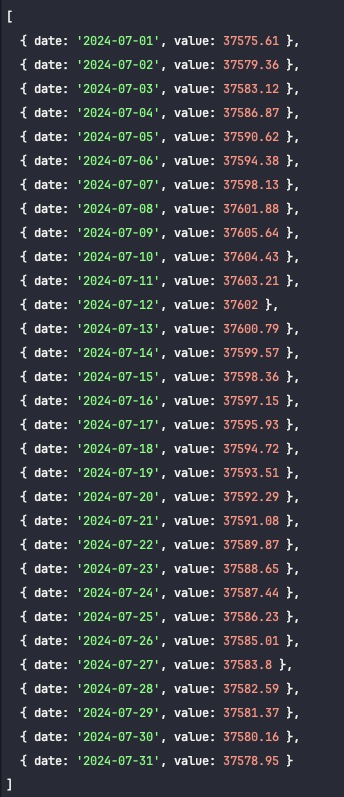 [
{ date: '2024-07-01', value: 37575.61 },
{ date: '2024-07-02', value: 37579.36 },
{ date: '2024-07-03', value: 37583.12 },
{ date: '2024-07-04', value: 37586.87 },
{ date: '2024-07-05', value: 37590.62 },
{ date: '2024-07-06', value: 37594.38 },
{ date: '2024-07-07', value: 37598.13 },
{ date: '2024-07-08', value: 37601.88 },
{ date: '2024-07-09', value: 37605.64 },
{ date: '2024-07-10', value: 37604.43 },
{ date: '2024-07-11', value: 37603.21 },
{ date: '2024-07-12', value: 37602 },
{ date: '2024-07-13', value: 37600.79 },
{ date: '2024-07-14', value: 37599.57 },
{ date: '2024-07-15', value: 37598.36 },
{ date: '2024-07-16', value: 37597.15 },
{ date: '2024-07-17', value: 37595.93 },
{ date: '2024-07-18', value: 37594.72 },
{ date: '2024-07-19', value: 37593.51 },
{ date: '2024-07-20', value: 37592.29 },
{ date: '2024-07-21', value: 37591.08 },
{ date: '2024-07-22', value: 37589.87 },
{ date: '2024-07-23', value: 37588.65 },
{ date: '2024-07-24', value: 37587.44 },
{ date: '2024-07-25', value: 37586.23 },
{ date: '2024-07-26', value: 37585.01 },
{ date: '2024-07-27', value: 37583.8 },
{ date: '2024-07-28', value: 37582.59 },
{ date: '2024-07-29', value: 37581.37 },
{ date: '2024-07-30', value: 37580.16 },
{ date: '2024-07-31', value: 37578.95 }
]